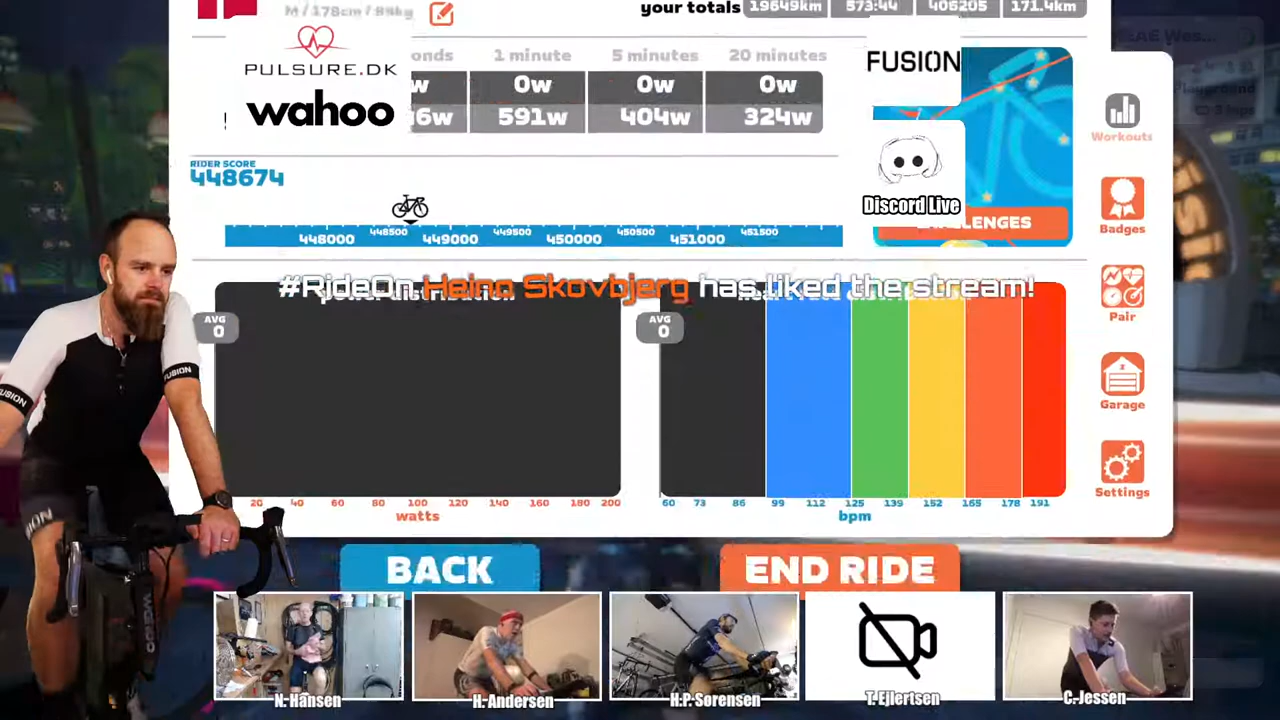 M / 178cm / 84kg
your totals 19649km 573:44 406205 171.4km
PULSURE.DK
wahoo
1 minute 5 minutes 20 minutes
0w 0w 0w
591w 404w 324w
FUSION
Discord Live
RIDER SCORE
448674
448000 448500 449000 449500 450000 450500 451000 451500
Workouts
Badges
Pair
Garage
Settings
#RideOn Heino Skovbjerg has liked the stream!
AVG
0
AVG
0
20 40 60 80 100 120 140 160 180 200
watts
60 73 86 99 112 125 139 152 165 178 191
bpm
FUSION
FUSION
BACK
END RIDE
N. Hansen
H. Andersen
H.P. Sørensen
T. Ejlertsen
C. Jessen